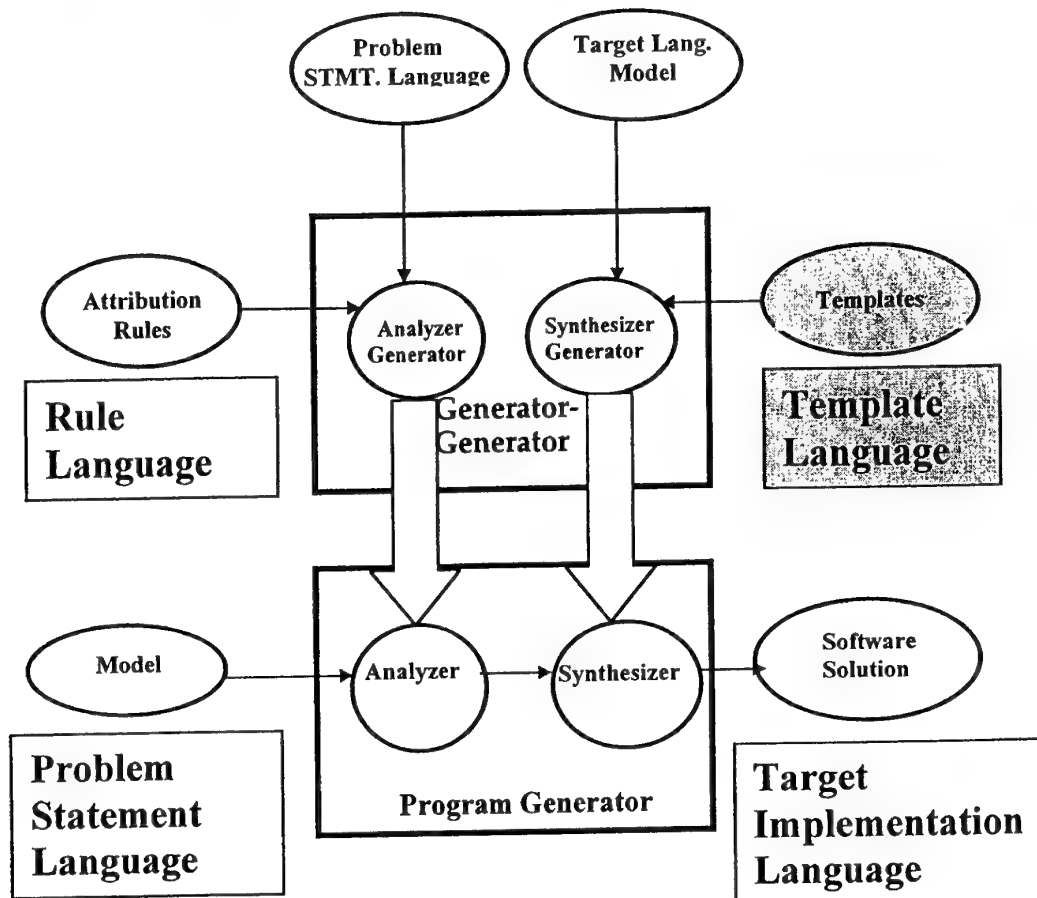 Problem
STMT. Language
Target Lang.
Model
Attribution
Rules
Analyzer
Generator
Synthesizer
Generator
Templates
Rule
Language
Generator-
Generator
Template
Language
Model
Analyzer
Synthesizer
Software
Solution
Problem
Statement
Language
Program Generator
Target
Implementation
Language